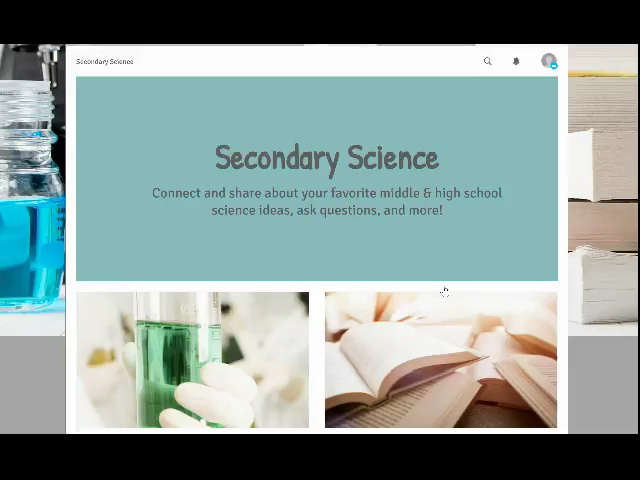 Secondary Science
Secondary Science
Connect and share about your favorite middle & high school
science ideas, ask questions, and more!